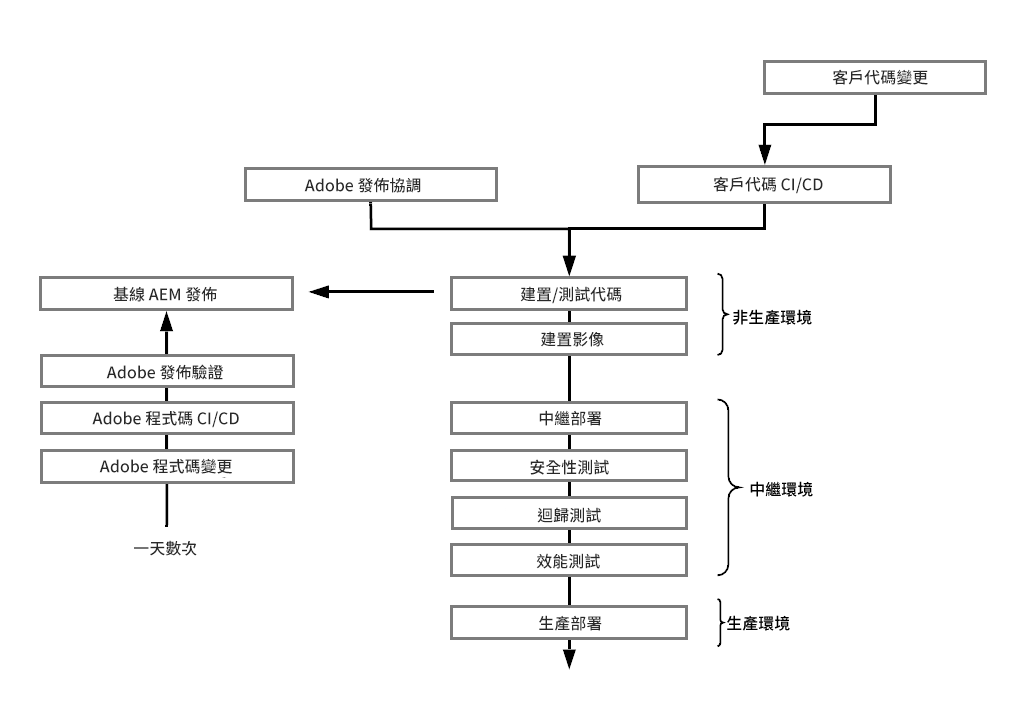 客戶代碼變更
Adobe 發佈協調
客戶代碼 CI/CD
基線 AEM 發佈
建置/測試代碼
非生產環境
建置影像
Adobe 發佈驗證
Adobe 程式碼 CI/CD
中繼部署
Adobe 程式碼變更
安全性測試
中繼環境
迴歸測試
一天數次
效能測試
生產部署
生產環境